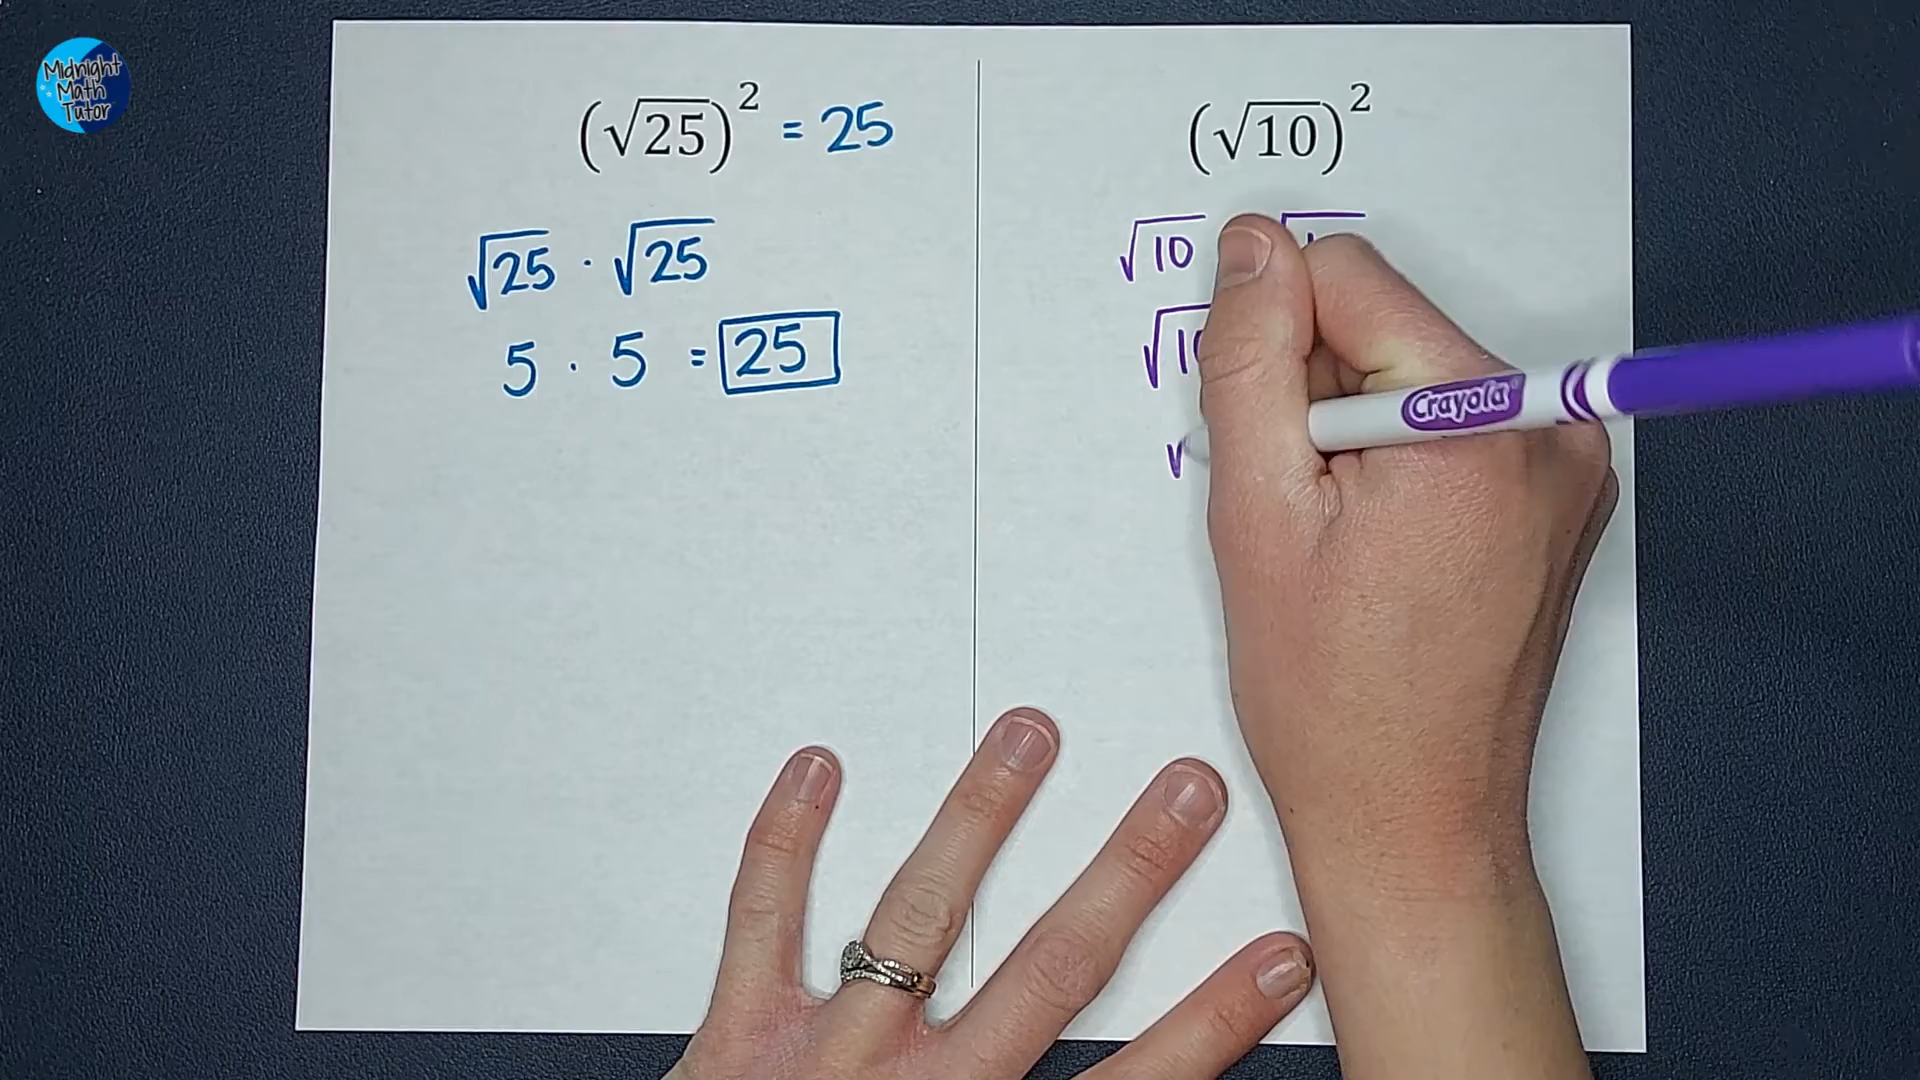 Midnight
Math
Tutor
(√25)² = 25
√25 · √25
5 · 5 = 25
(√10)²
√10
Crayola